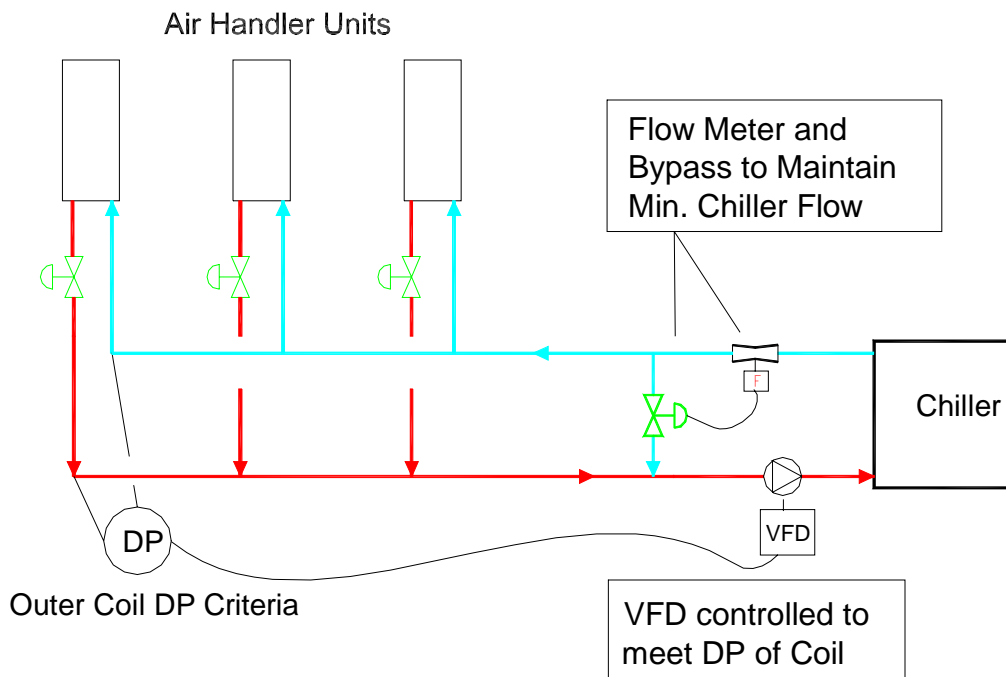 Air Handler Units
Flow Meter and
Bypass to Maintain
Min. Chiller Flow
F
Chiller
DP
VFD
Outer Coil DP Criteria
VFD controlled to
meet DP of Coil